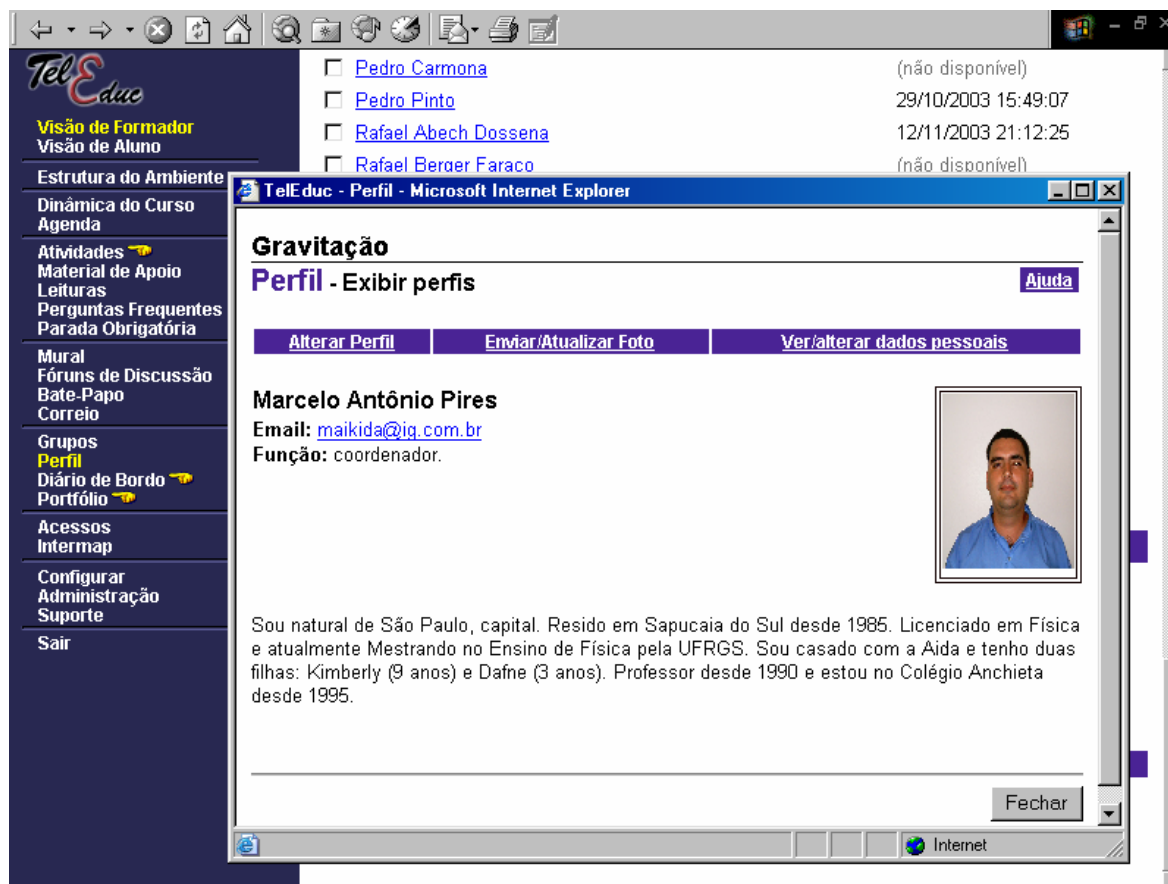 TelEduc
Visão de Formador
Visão de Aluno
Estrutura do Ambiente
Dinâmica do Curso
Agenda
Atividades
Material de Apoio
Leituras
Perguntas Frequentes
Parada Obrigatória
Mural
Fóruns de Discussão
Bate-Papo
Correio
Grupos
Perfil
Diário de Bordo
Portfólio
Acessos
Intermap
Configurar
Administração
Suporte
Sair
Pedro Carmona (não disponível)
Pedro Pinto 29/10/2003 15:49:07
Rafael Abech Dossena 12/11/2003 21:12:25
Rafael Berger Faraco (não disponível)
TelEduc - Perfil - Microsoft Internet Explorer
Gravitação
Perfil - Exibir perfis Ajuda
Alterar Perfil Enviar/Atualizar Foto Ver/alterar dados pessoais
Marcelo Antônio Pires
Email: maikida@ig.com.br
Função: coordenador.
Sou natural de São Paulo, capital. Resido em Sapucaia do Sul desde 1985. Licenciado em Física
e atualmente Mestrando no Ensino de Física pela UFRGS. Sou casado com a Aida e tenho duas
filhas: Kimberly (9 anos) e Dafne (3 anos). Professor desde 1990 e estou no Colégio Anchieta
desde 1995.
Fechar
Internet